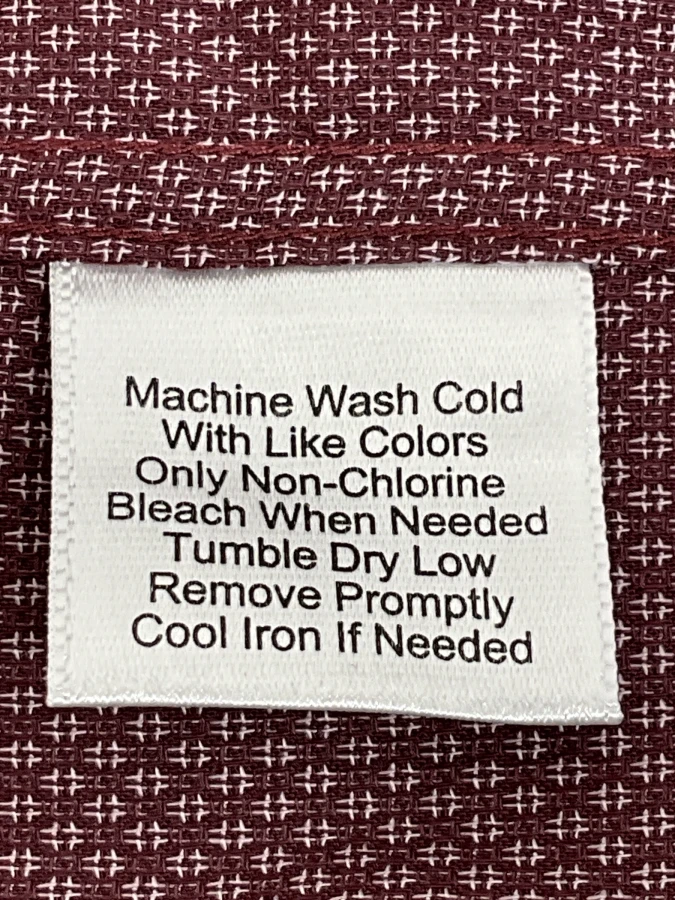 Machine Wash Cold
With Like Colors
Only Non-Chlorine
Bleach When Needed
Tumble Dry Low
Remove Promptly
Cool Iron If Needed